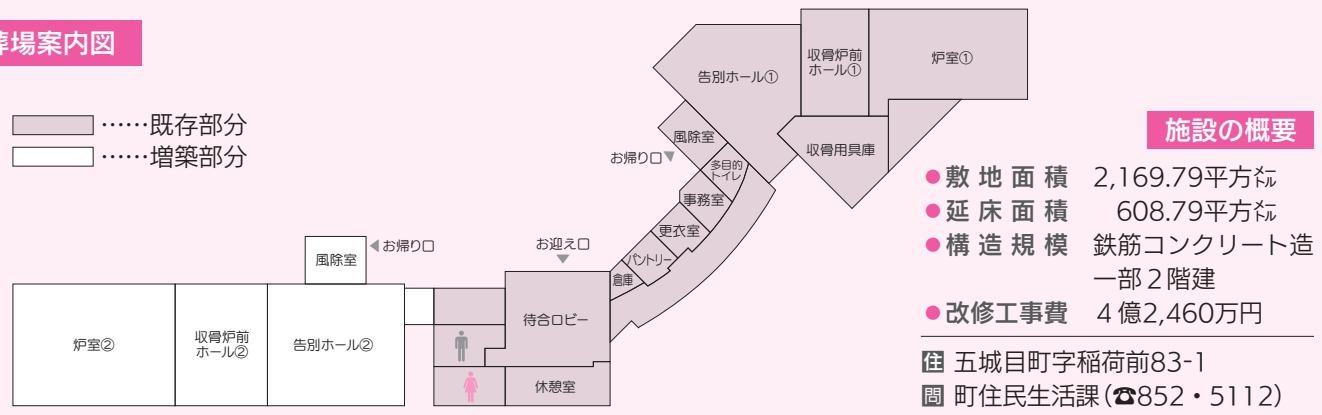 葬場案内図
……既存部分
……増築部分
告別ホール①
収骨炉前
ホール①
炉室①
風除室
お帰り口▼
多目的
トイレ
収骨用具庫
事務室
更衣室
パントリー
倉庫
お迎え口
▼
◀お帰り口
風除室
炉室②
収骨炉前
ホール②
告別ホール②
待合ロビー
休憩室
施設の概要
●敷地面積 2,169.79平方㍍
●延床面積 608.79平方㍍
●構造規模 鉄筋コンクリート造
一部2階建
●改修工事費 4億2,460万円
住 五城目町字稲荷前83-1
問 町住民生活課(☎852・5112)